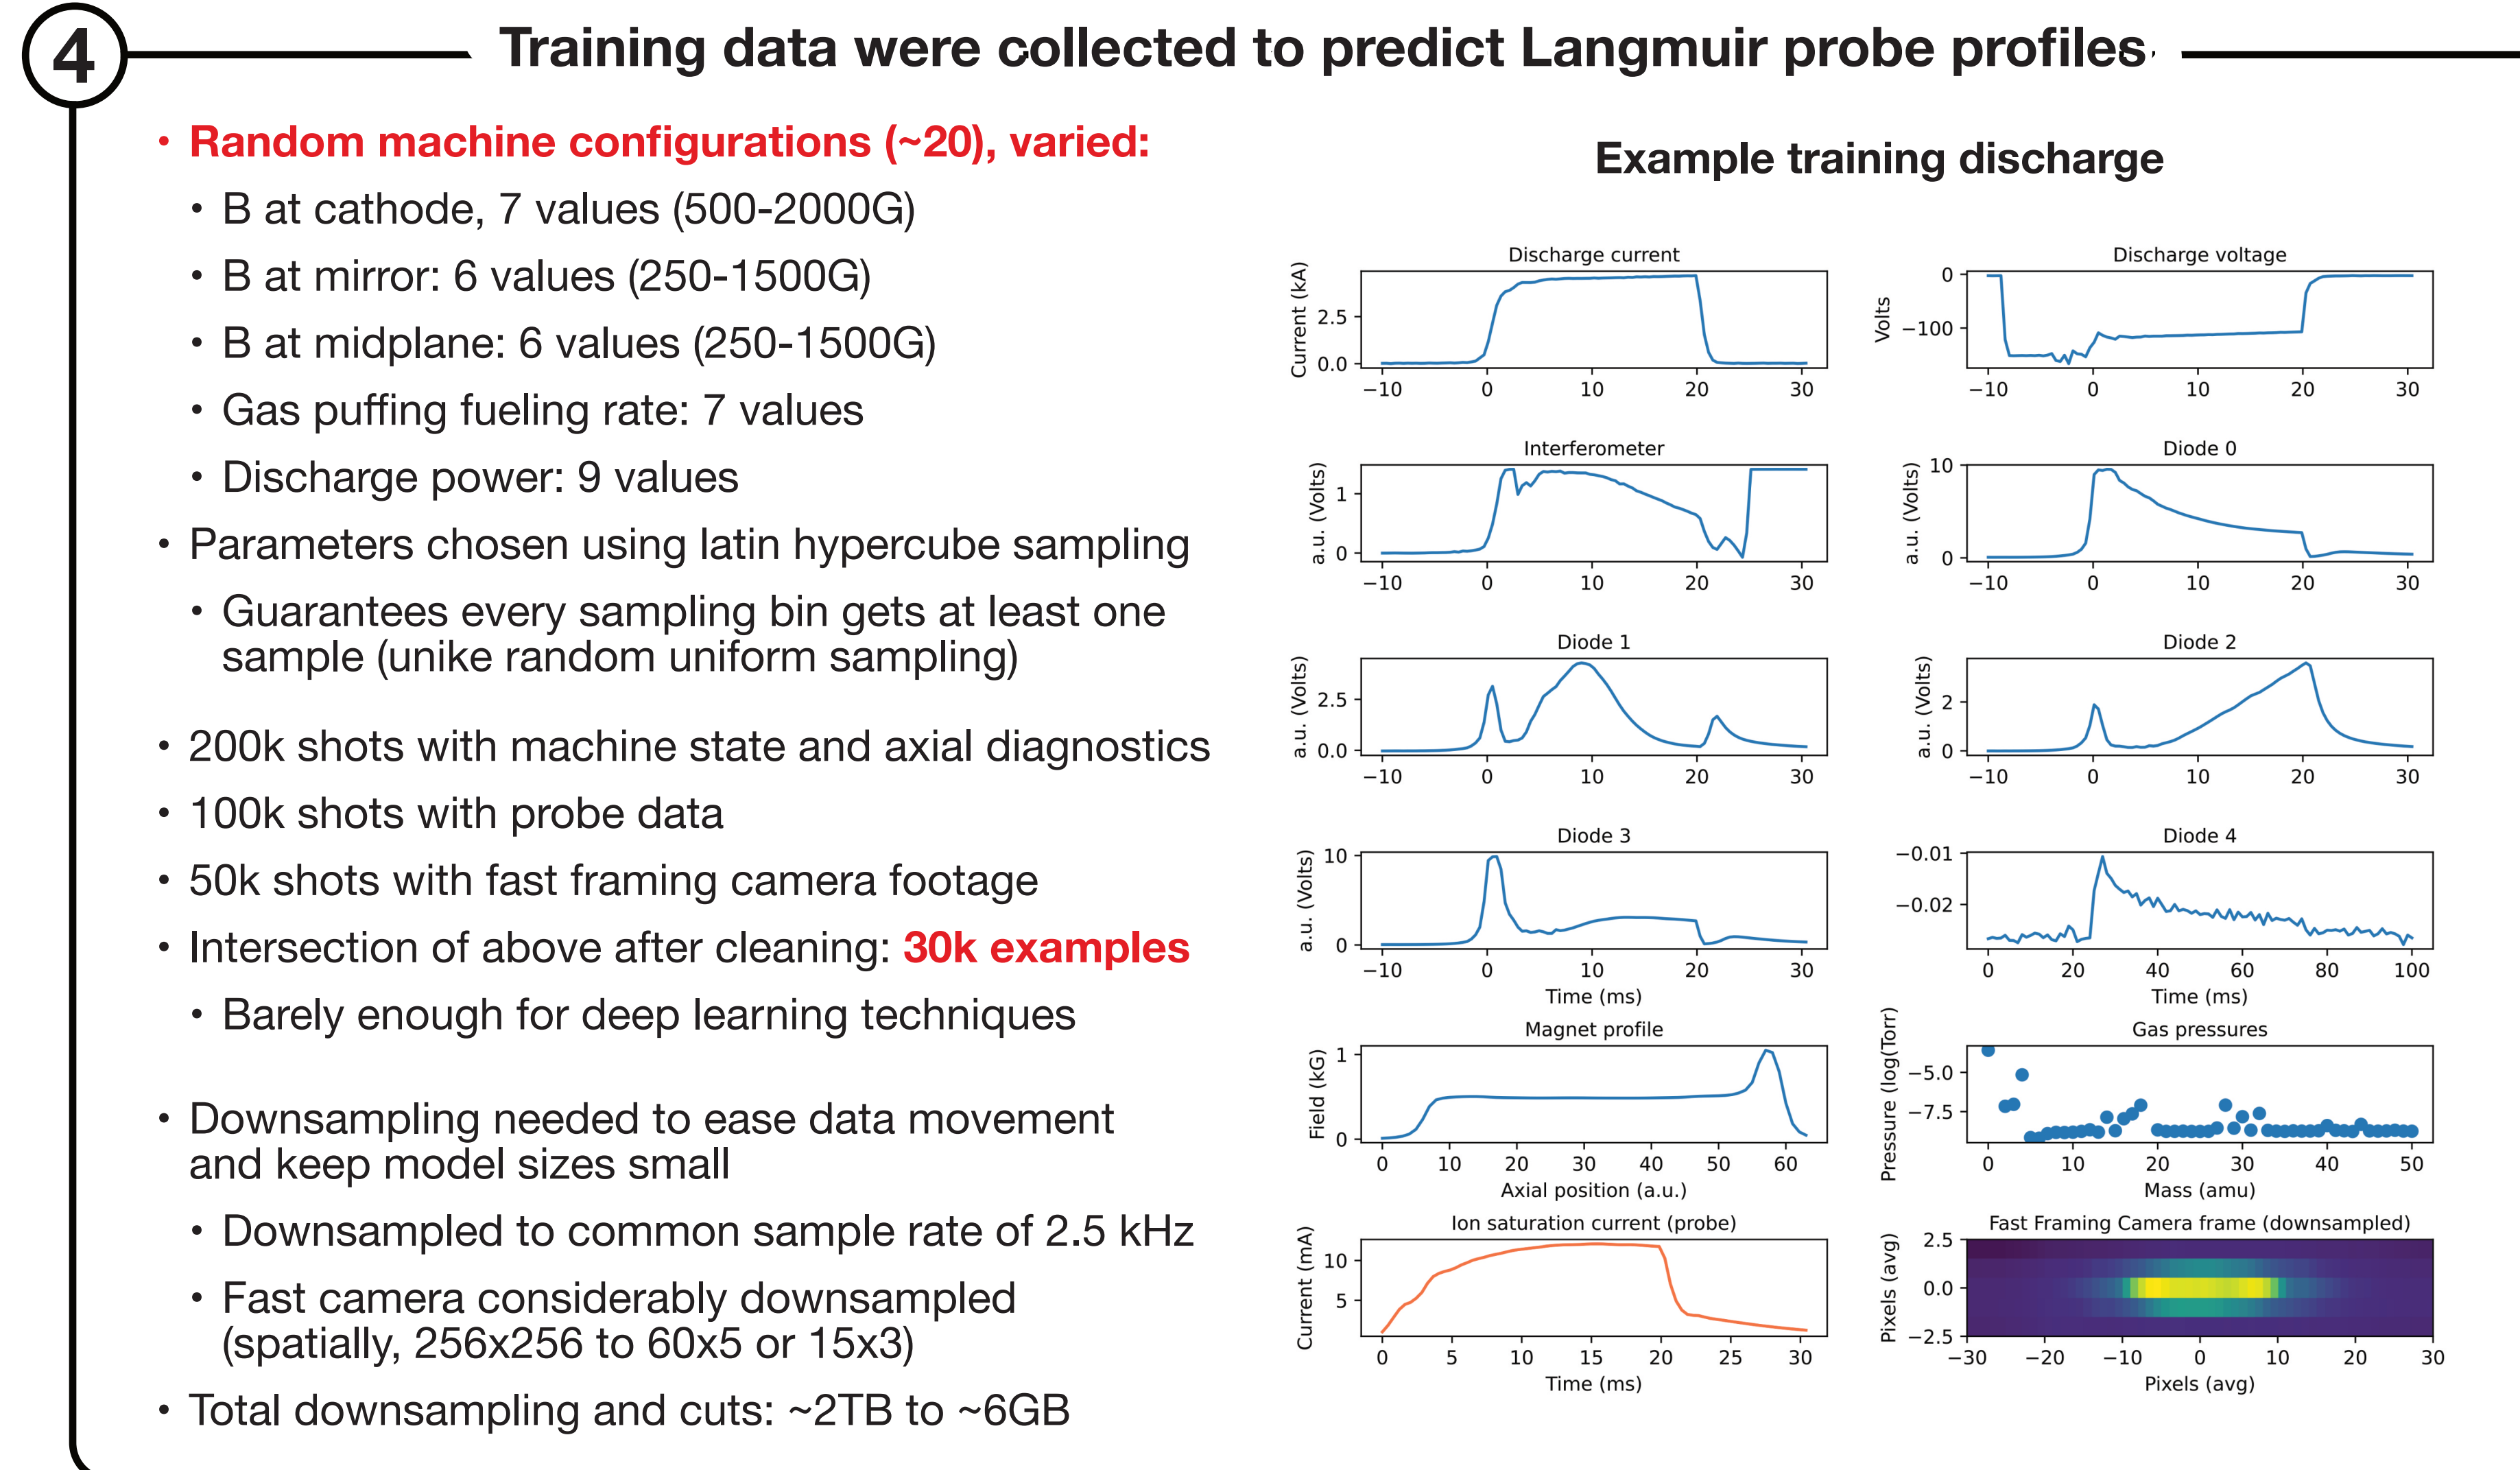 4
Training data were collected to predict Langmuir probe profiles
• Random machine configurations (~20), varied:
• B at cathode, 7 values (500-2000G)
• B at mirror: 6 values (250-1500G)
• B at midplane: 6 values (250-1500G)
• Gas puffing fueling rate: 7 values
• Discharge power: 9 values
• Parameters chosen using latin hypercube sampling
• Guarantees every sampling bin gets at least one
sample (unike random uniform sampling)
• 200k shots with machine state and axial diagnostics
• 100k shots with probe data
• 50k shots with fast framing camera footage
• Intersection of above after cleaning: 30k examples
• Barely enough for deep learning techniques
• Downsampling needed to ease data movement
and keep model sizes small
• Downsampled to common sample rate of 2.5 kHz
• Fast camera considerably downsampled
(spatially, 256x256 to 60x5 or 15x3)
• Total downsampling and cuts: ~2TB to ~6GB
Example training discharge
Discharge current
Current (kA)
2.5
0.0
−10 0 10 20 30
Discharge voltage
Volts
0
−100
−10 0 10 20 30
Interferometer
a.u. (Volts)
1
0
−10 0 10 20 30
Diode 0
a.u. (Volts)
10
0
−10 0 10 20 30
Diode 1
a.u. (Volts)
2.5
0.0
−10 0 10 20 30
Diode 2
a.u. (Volts)
2
0
−10 0 10 20 30
Diode 3
a.u. (Volts)
10
0
−10 0 10 20 30
Time (ms)
Diode 4
−0.01
−0.02
0 20 40 60 80 100
Time (ms)
Magnet profile
Field (kG)
1
0
0 10 20 30 40 50 60
Axial position (a.u.)
Gas pressures
Pressure (log(Torr)
−5.0
−7.5
0 10 20 30 40 50
Mass (amu)
Ion saturation current (probe)
Current (mA)
10
5
0 5 10 15 20 25 30
Time (ms)
Fast Framing Camera frame (downsampled)
Pixels (avg)
2.5
0.0
−2.5
−30 −20 −10 0 10 20 30
Pixels (avg)